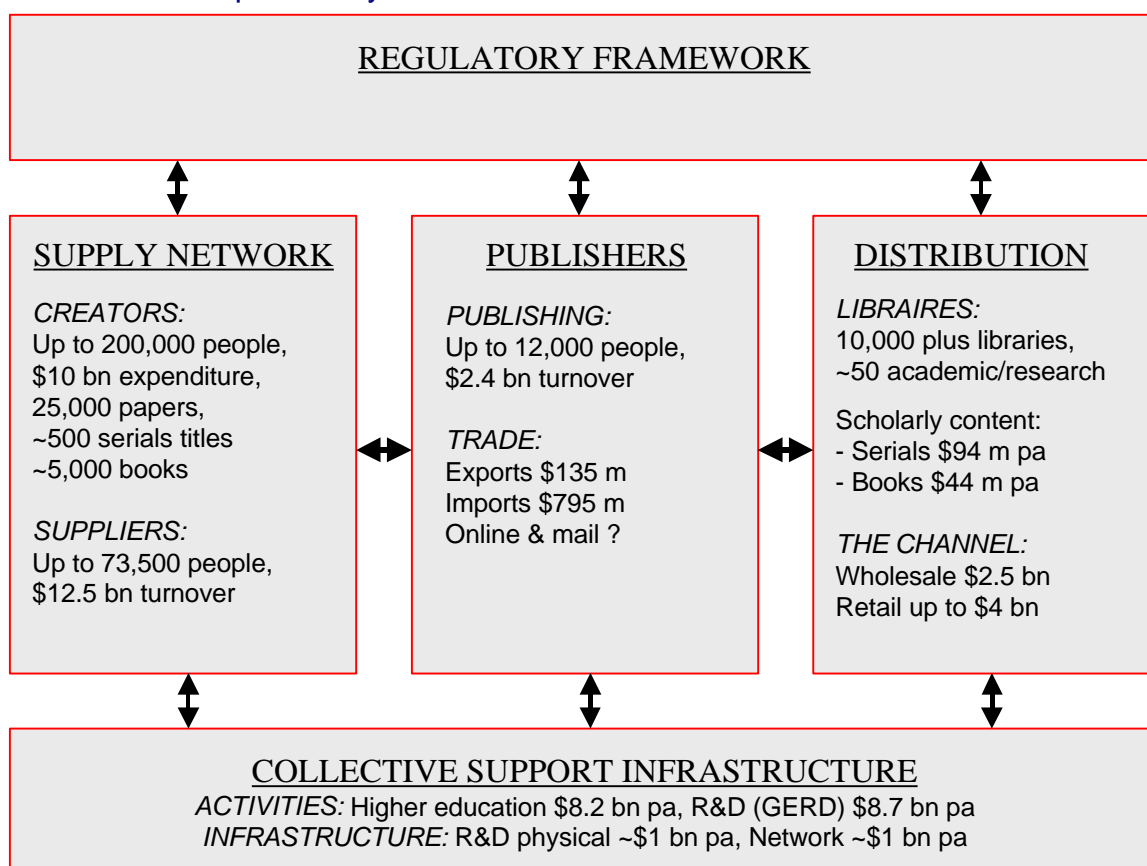 REGULATORY FRAMEWORK
SUPPLY NETWORK
CREATORS:
Up to 200,000 people,
$10 bn expenditure,
25,000 papers,
~500 serials titles
~5,000 books
SUPPLIERS:
Up to 73,500 people,
$12.5 bn turnover
PUBLISHERS
PUBLISHING:
Up to 12,000 people,
$2.4 bn turnover
TRADE:
Exports $135 m
Imports $795 m
Online & mail ?
DISTRIBUTION
LIBRAIRES:
10,000 plus libraries,
~50 academic/research
Scholarly content:
- Serials $94 m pa
- Books $44 m pa
THE CHANNEL:
Wholesale $2.5 bn
Retail up to $4 bn
COLLECTIVE SUPPORT INFRASTRUCTURE
ACTIVITIES: Higher education $8.2 bn pa, R&D (GERD) $8.7 bn pa
INFRASTRUCTURE: R&D physical ~$1 bn pa, Network ~$1 bn pa